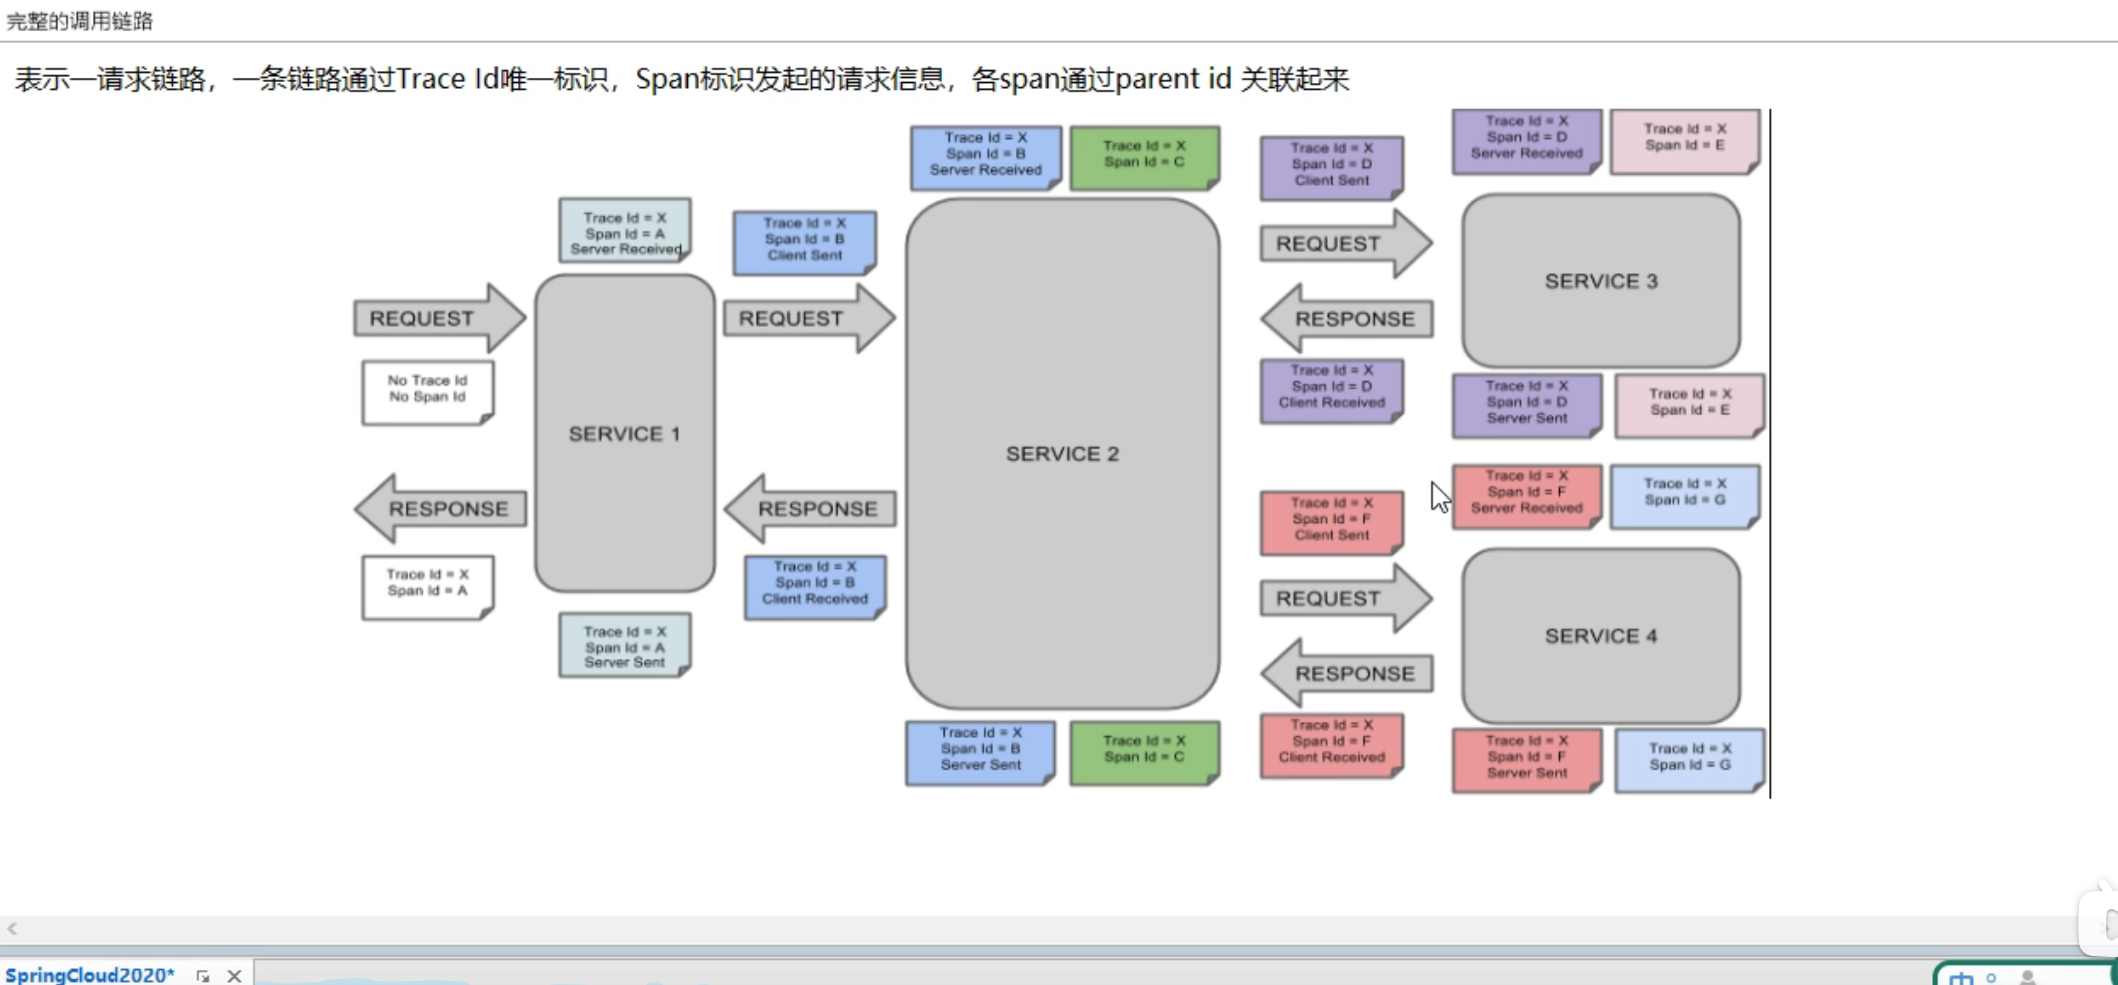 完整的调用链路
表示一请求链路，一条链路通过Trace Id唯一标识，Span标识发起的请求信息，各span通过parent id 关联起来
No Trace Id
No Span Id
REQUEST
RESPONSE
Trace Id = X
Span Id = A
Trace Id = X
Span Id = A
Server Received
SERVICE 1
Trace Id = X
Span Id = A
Server Sent
Trace Id = X
Span Id = B
Client Sent
REQUEST
RESPONSE
Trace Id = X
Span Id = B
Client Received
Trace Id = X
Span Id = B
Server Received
Trace Id = X
Span Id = C
SERVICE 2
Trace Id = X
Span Id = B
Server Sent
Trace Id = X
Span Id = C
Trace Id = X
Span Id = D
Client Sent
REQUEST
RESPONSE
Trace Id = X
Span Id = D
Client Received
Trace Id = X
Span Id = D
Server Received
Trace Id = X
Span Id = E
SERVICE 3
Trace Id = X
Span Id = D
Server Sent
Trace Id = X
Span Id = E
Trace Id = X
Span Id = F
Client Sent
REQUEST
RESPONSE
Trace Id = X
Span Id = F
Client Received
Trace Id = X
Span Id = F
Server Received
Trace Id = X
Span Id = G
SERVICE 4
Trace Id = X
Span Id = F
Server Sent
Trace Id = X
Span Id = G
SpringCloud2020*
中